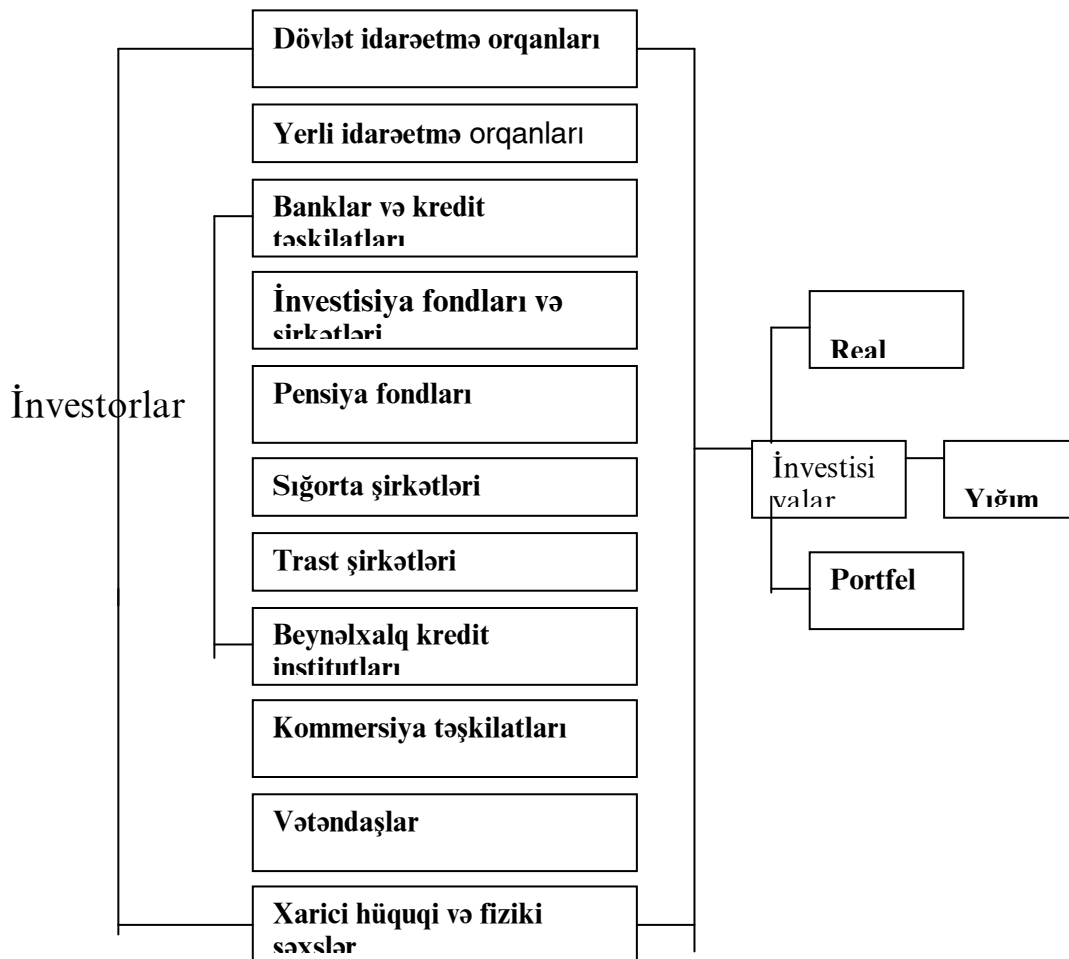 Dövlət idarəetmə orqanları
Yerli idarəetmə orqanları
Banklar və kredit
təşkilatları
İnvestisiya fondları və
şirkətləri
Pensiya fondları
Sığorta şirkətləri
Trast şirkətləri
Beynəlxalq kredit
institutları
Kommersiya təşkilatları
Vətəndaşlar
Xarici hüquqi və fiziki
şəxslər
İnvestorlar
Real
İnvestisi
yalar
Yığım
Portfel